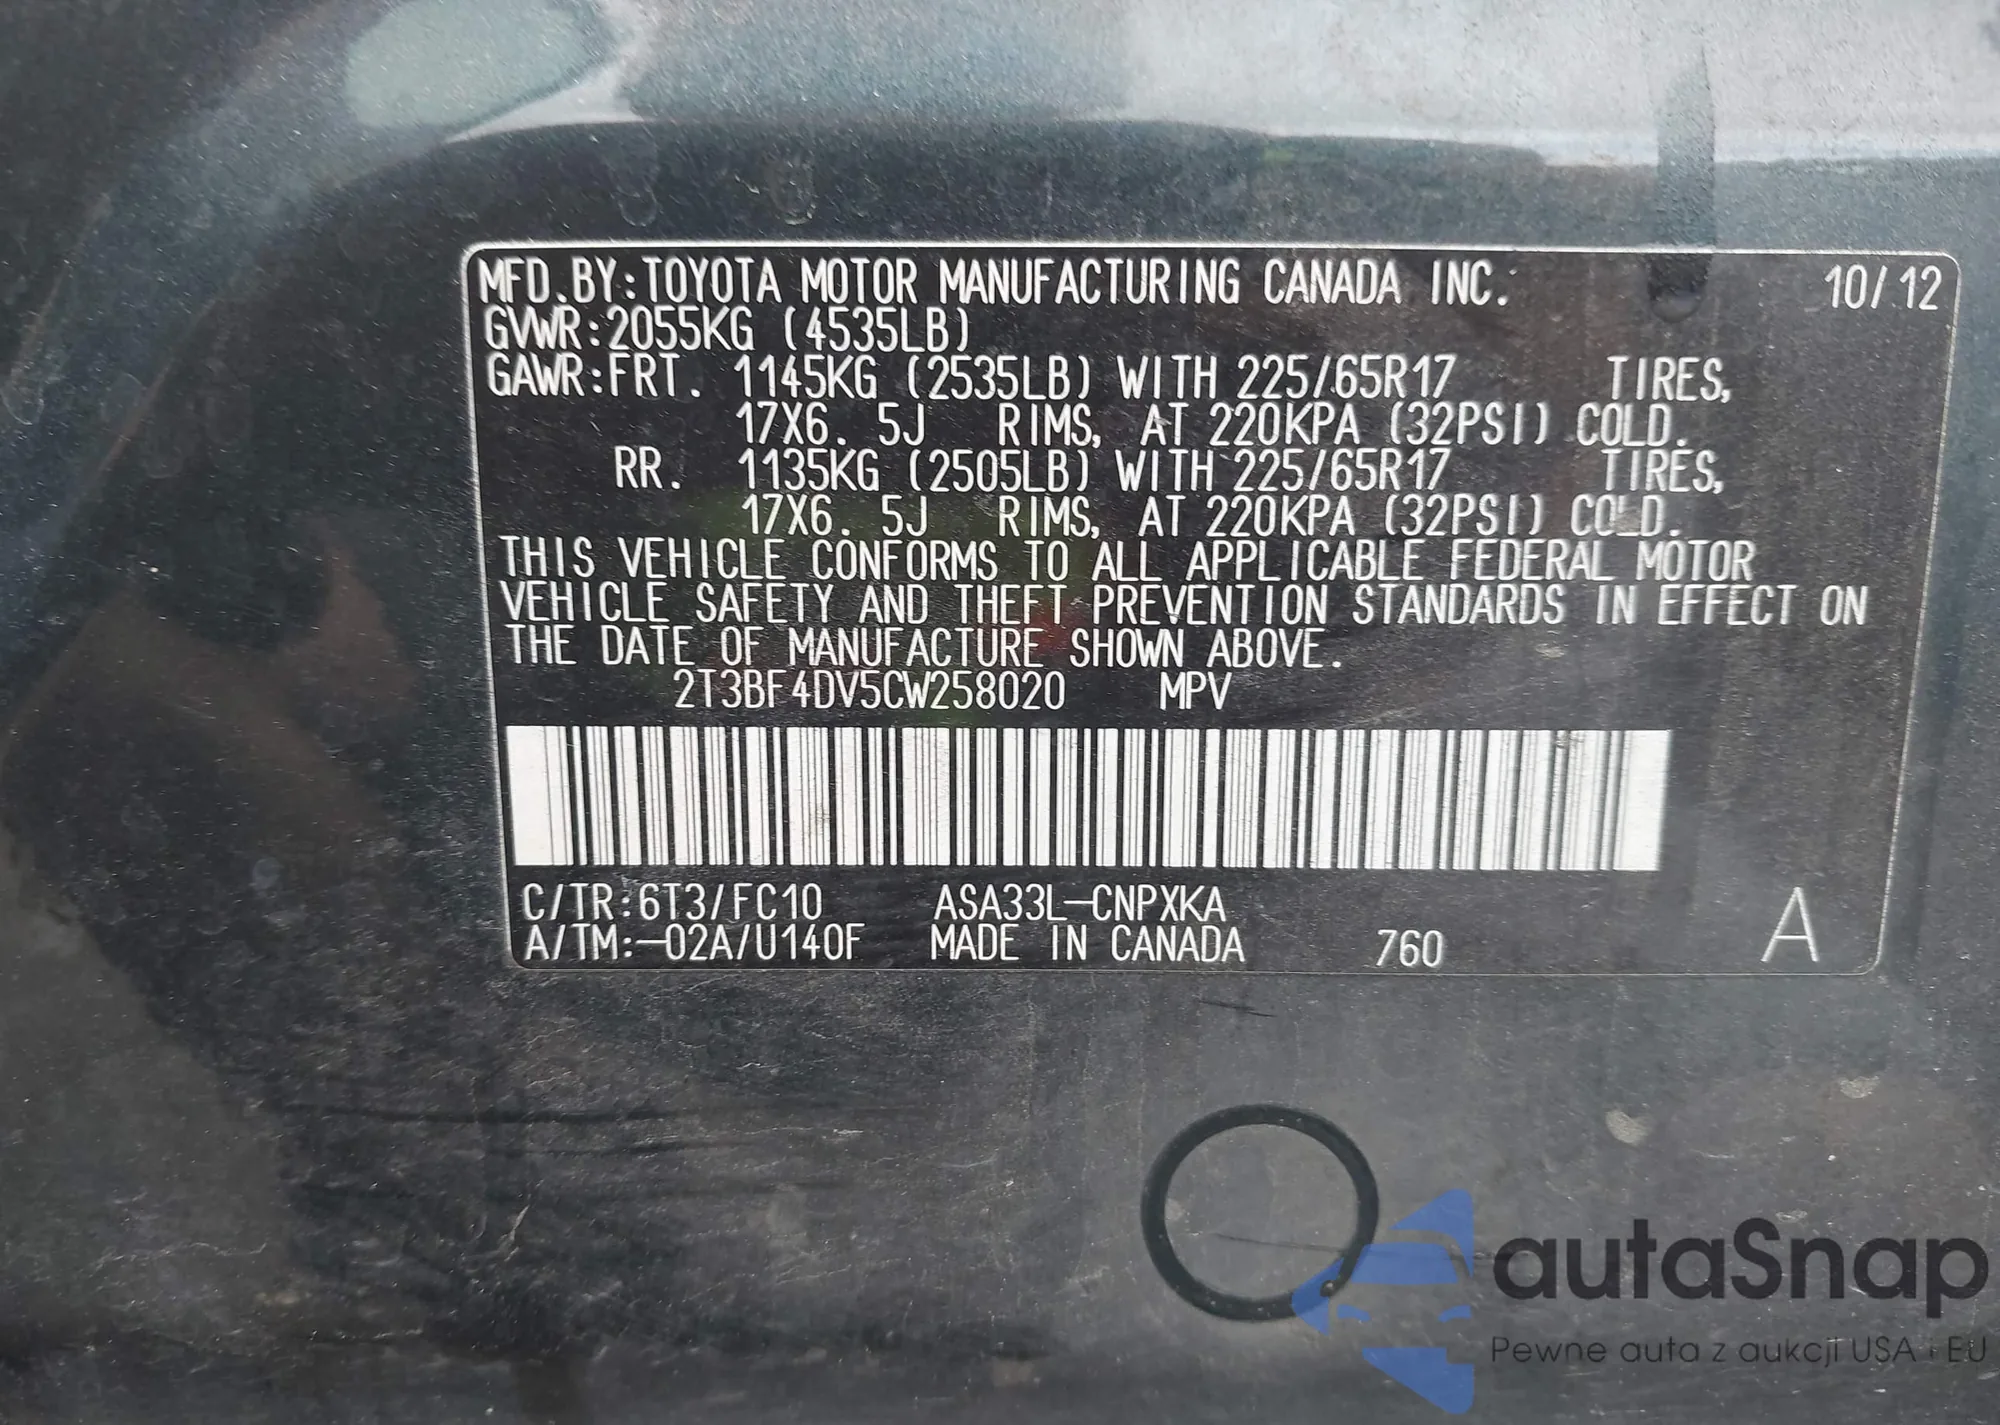 MFD.BY:TOYOTA MOTOR MANUFACTURING CANADA INC. 10/12
GVWR:2055KG (4535LB)
GAWR:FRT. 1145KG (2535LB) WITH 225/65R17 TIRES,
17X6.5J RIMS, AT 220KPA (32PSI) COLD.
RR. 1135KG (2505LB) WITH 225/65R17 TIRES,
17X6.5J RIMS, AT 220KPA (32PSI) COLD.
THIS VEHICLE CONFORMS TO ALL APPLICABLE FEDERAL MOTOR
VEHICLE SAFETY AND THEFT PREVENTION STANDARDS IN EFFECT ON
THE DATE OF MANUFACTURE SHOWN ABOVE.
2T3BF4DV5CW258020 MPV
C/TR:6T3/FC10 ASA33L-CNPXKA
A/TM:-02A/U140F MADE IN CANADA 760 A
autaSnap
Pewne auta z aukcji USA i EU